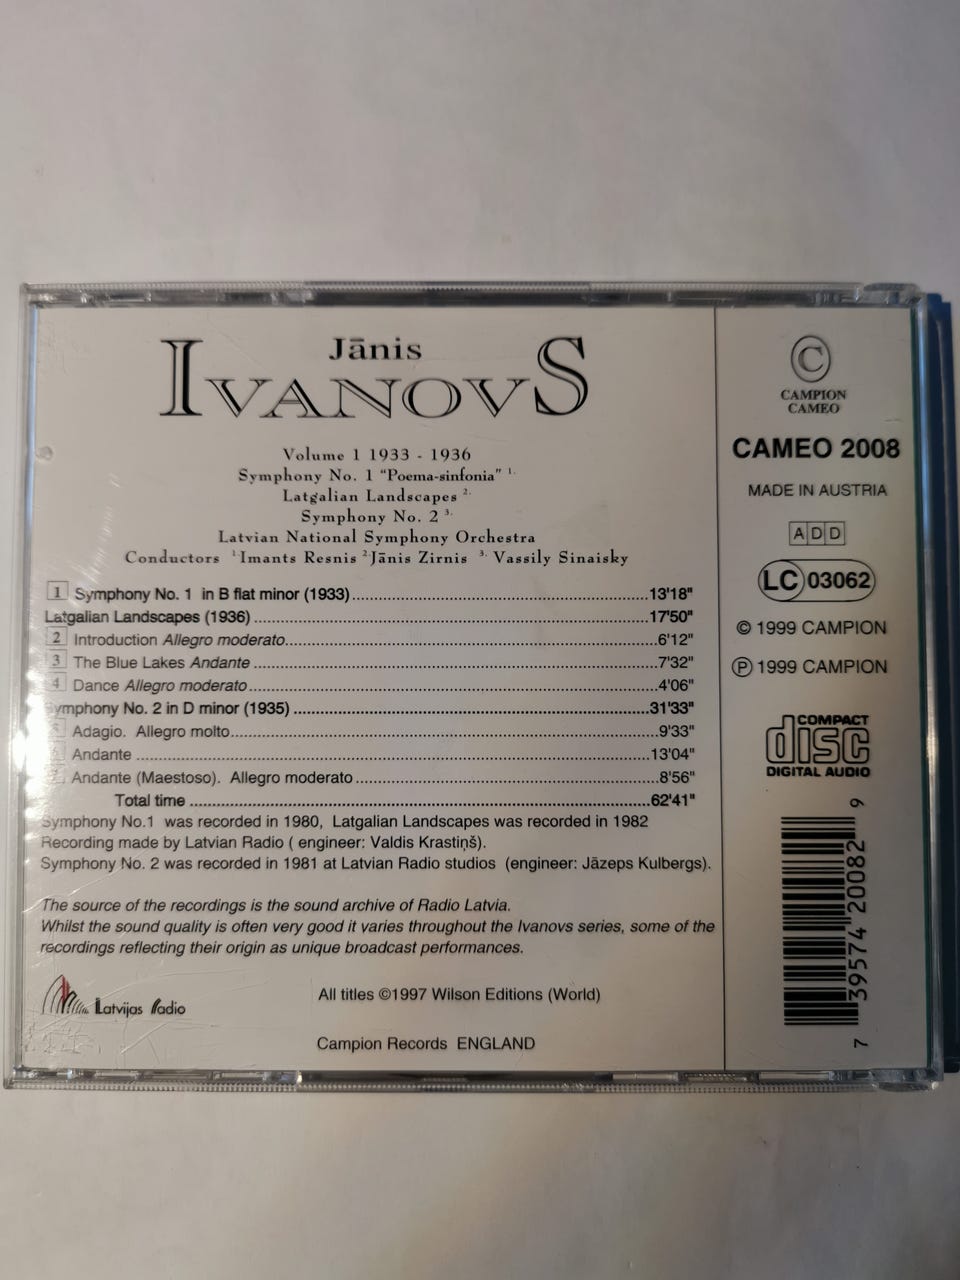 Jānis
IVANOVS
Volume 1 1933 - 1936
Symphony No. 1 “Poema-sinfonia” 1.
Latgalian Landscapes 2.
Symphony No. 2 3.
Latvian National Symphony Orchestra
Conductors 1.Imants Resnis 2.Jānis Zirnis 3. Vassily Sinaisky
1 Symphony No. 1 in B flat minor (1933)..........13'18"
Latgalian Landscapes (1936)..........17'50"
2 Introduction Allegro moderato..........6'12"
3 The Blue Lakes Andante..........7'32"
4 Dance Allegro moderato..........4'06"
Symphony No. 2 in D minor (1935)..........31'33"
5 Adagio. Allegro molto..........9'33"
6 Andante..........13'04"
7 Andante (Maestoso). Allegro moderato..........8'56"
Total time..........62'41"
Symphony No.1 was recorded in 1980, Latgalian Landscapes was recorded in 1982
Recording made by Latvian Radio ( engineer: Valdis Krastiņš).
Symphony No. 2 was recorded in 1981 at Latvian Radio studios (engineer: Jāzeps Kulbergs).
The source of the recordings is the sound archive of Radio Latvia.
Whilst the sound quality is often very good it varies throughout the Ivanovs series, some of the
recordings reflecting their origin as unique broadcast performances.
Latvijas Radio
All titles ©1997 Wilson Editions (World)
Campion Records ENGLAND
C
CAMPION
CAMEO
CAMEO 2008
MADE IN AUSTRIA
ADD
LC 03062
© 1999 CAMPION
℗ 1999 CAMPION
COMPACT
disc
DIGITAL AUDIO
7 39574 20082 9